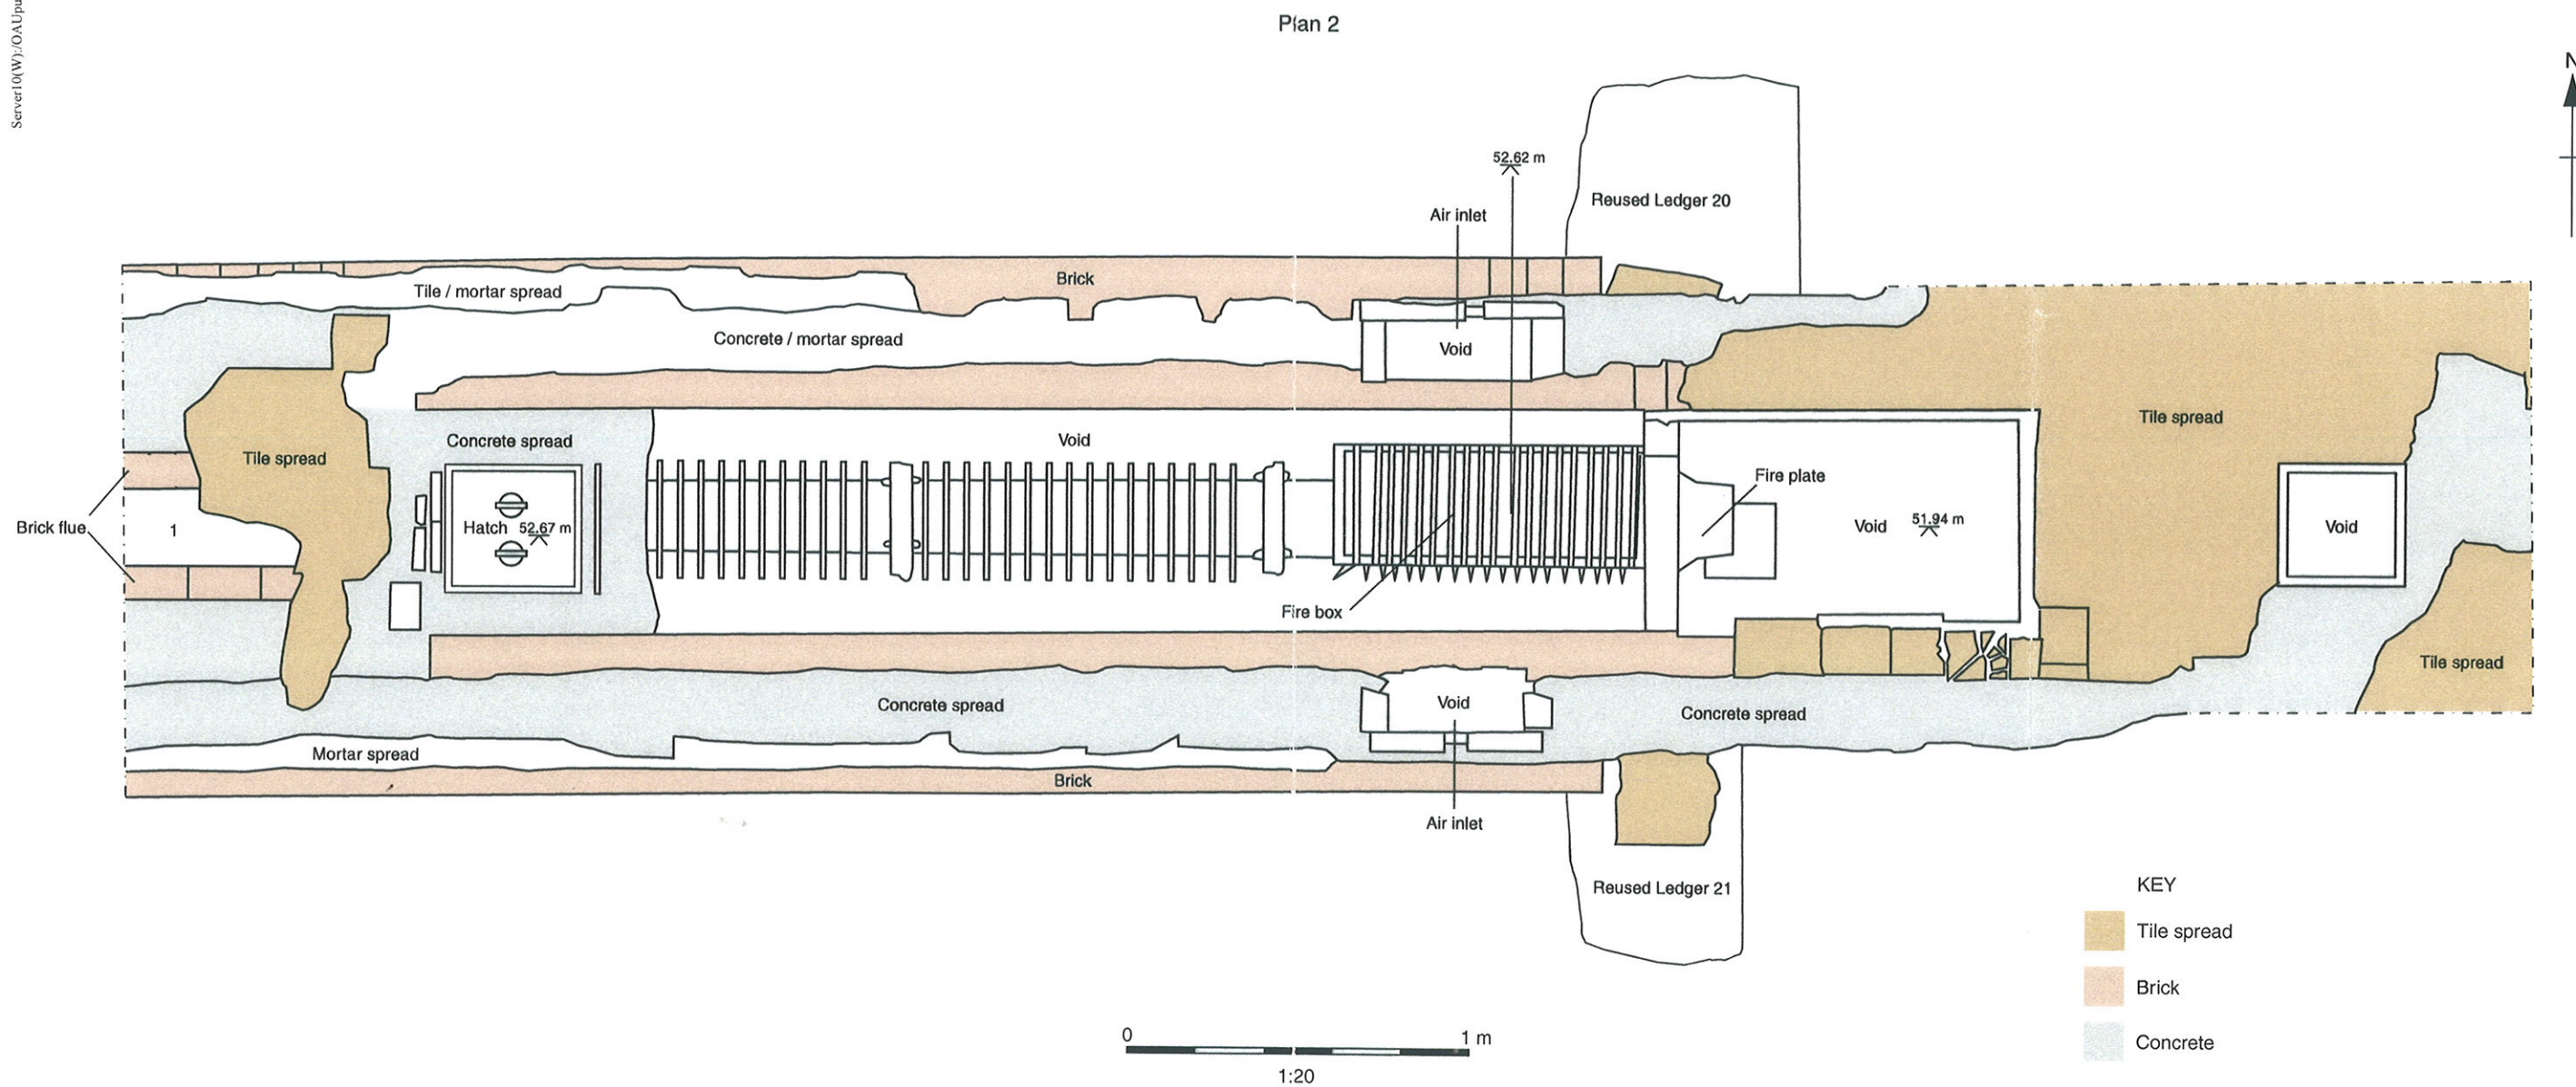 Plan 2
Server10(W):/OAUpu
N
52.62 m
Reused Ledger 20
Air inlet
Brick
Tile / mortar spread
Concrete / mortar spread
Void
Tile spread
Concrete spread
Void
Tile spread
Fire plate
Brick flue
1
Hatch 52.67 m
Void 51.94 m
Void
Fire box
Tile spread
Concrete spread
Void
Concrete spread
Mortar spread
Brick
Air inlet
Reused Ledger 21
KEY
Tile spread
Brick
Concrete
0 1 m
1:20